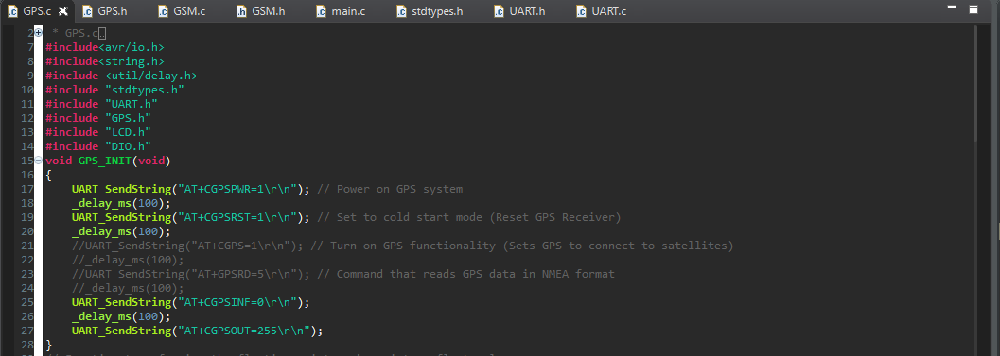 GPS.c GPS.h GSM.c GSM.h main.c stdtypes.h UART.h UART.c
2 * GPS.c
7 #include<avr/io.h>
8 #include<string.h>
9 #include <util/delay.h>
10 #include "stdtypes.h"
11 #include "UART.h"
12 #include "GPS.h"
13 #include "LCD.h"
14 #include "DIO.h"
15 void GPS_INIT(void)
16 {
17 UART_SendString("AT+CGPSPWR=1\r\n"); // Power on GPS system
18 _delay_ms(100);
19 UART_SendString("AT+CGPSRST=1\r\n"); // Set to cold start mode (Reset GPS Receiver)
20 _delay_ms(100);
21 //UART_SendString("AT+CGPS=1\r\n"); // Turn on GPS functionality (Sets GPS to connect to satellites)
22 //_delay_ms(100);
23 //UART_SendString("AT+GPSRD=5\r\n"); // Command that reads GPS data in NMEA format
24 //_delay_ms(100);
25 UART_SendString("AT+CGPSINF=0\r\n");
26 _delay_ms(100);
27 UART_SendString("AT+CGPSOUT=255\r\n");
28 }